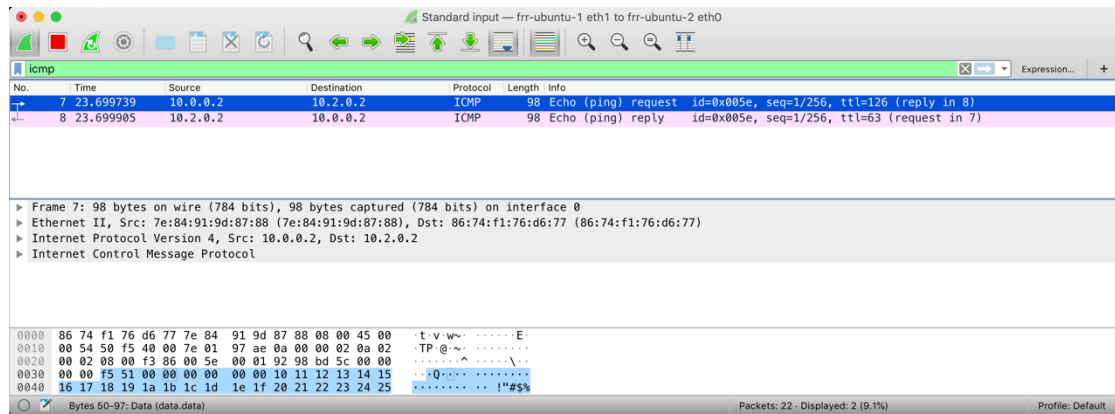 Standard input — frr-ubuntu-1 eth1 to frr-ubuntu-2 eth0
icmp Expression... +
No. Time Source Destination Protocol Length Info
7 23.699739 10.0.0.2 10.2.0.2 ICMP 98 Echo (ping) request id=0x005e, seq=1/256, ttl=126 (reply in 8)
8 23.699905 10.2.0.2 10.0.0.2 ICMP 98 Echo (ping) reply id=0x005e, seq=1/256, ttl=63 (request in 7)
Frame 7: 98 bytes on wire (784 bits), 98 bytes captured (784 bits) on interface 0
Ethernet II, Src: 7e:84:91:9d:87:88 (7e:84:91:9d:87:88), Dst: 86:74:f1:76:d6:77 (86:74:f1:76:d6:77)
Internet Protocol Version 4, Src: 10.0.0.2, Dst: 10.2.0.2
Internet Control Message Protocol
0000 86 74 f1 76 d6 77 7e 84 91 9d 87 88 08 00 45 00 ·t·v·w~· ······E·
0010 00 54 50 f5 40 00 7e 01 97 ae 0a 00 00 02 0a 02 ·TP·@·~· ········
0020 00 02 08 00 f3 86 00 5e 00 01 92 98 bd 5c 00 00 ·······^ ·····\··
0030 00 00 f5 51 00 00 00 00 00 00 10 11 12 13 14 15 ···Q···· ········
0040 16 17 18 19 1a 1b 1c 1d 1e 1f 20 21 22 23 24 25 ········ ·· !"#$%
Bytes 50-97: Data (data.data) Packets: 22 · Displayed: 2 (9.1%) Profile: Default